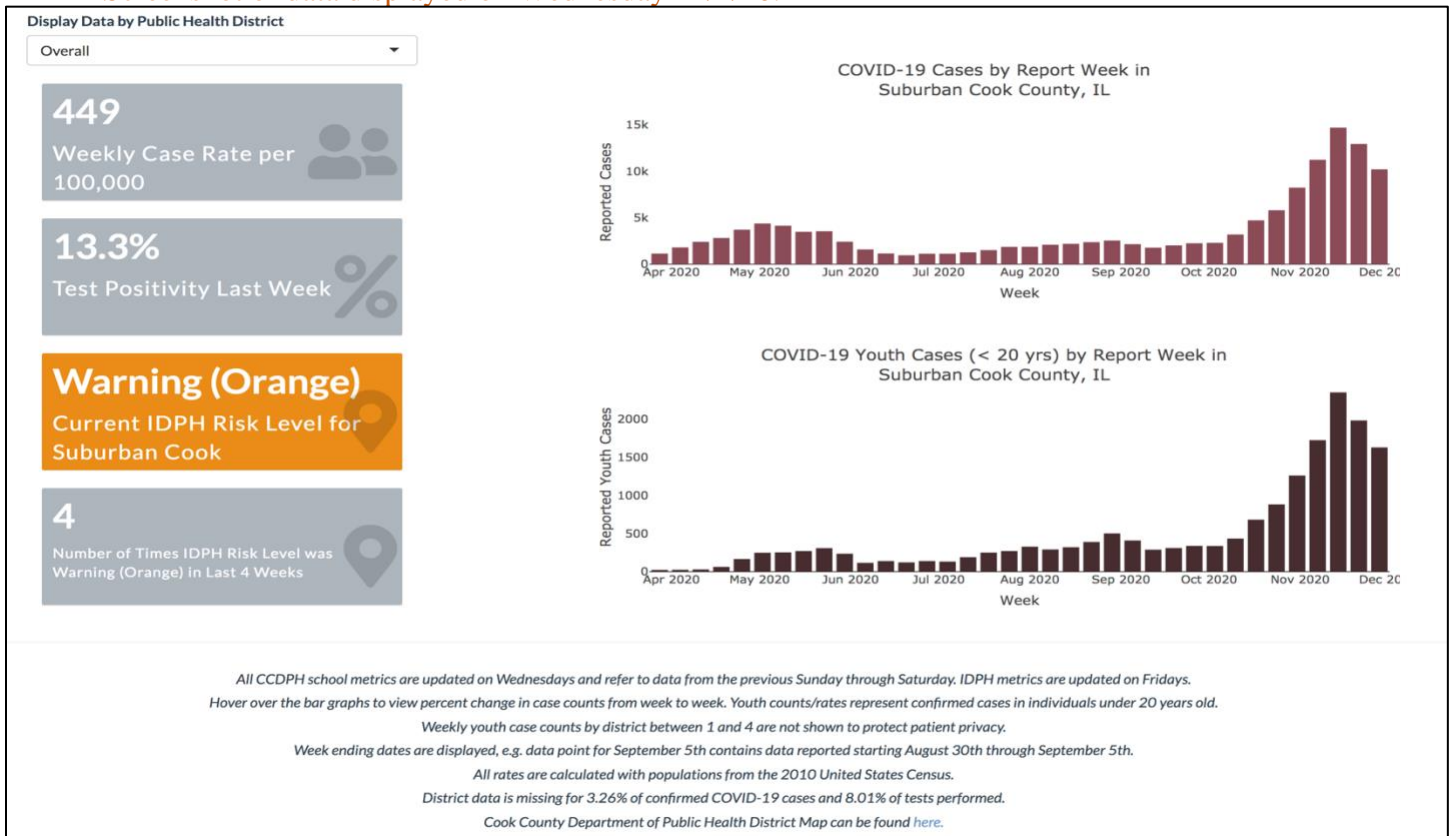 Display Data by Public Health District
Overall
449
Weekly Case Rate per
100,000
13.3%
Test Positivity Last Week
Warning (Orange)
Current IDPH Risk Level for
Suburban Cook
4
Number of Times IDPH Risk Level was
Warning (Orange) in Last 4 Weeks
COVID-19 Cases by Report Week in
Suburban Cook County, IL
Reported Cases
15k
10k
5k
0
Apr 2020 May 2020 Jun 2020 Jul 2020 Aug 2020 Sep 2020 Oct 2020 Nov 2020 Dec 20
Week
COVID-19 Youth Cases (< 20 yrs) by Report Week in
Suburban Cook County, IL
Reported Youth Cases
2000
1500
1000
500
0
Apr 2020 May 2020 Jun 2020 Jul 2020 Aug 2020 Sep 2020 Oct 2020 Nov 2020 Dec 20
Week
All CCDPH school metrics are updated on Wednesdays and refer to data from the previous Sunday through Saturday. IDPH metrics are updated on Fridays.
Hover over the bar graphs to view percent change in case counts from week to week. Youth counts/rates represent confirmed cases in individuals under 20 years old.
Weekly youth case counts by district between 1 and 4 are not shown to protect patient privacy.
Week ending dates are displayed, e.g. data point for September 5th contains data reported starting August 30th through September 5th.
All rates are calculated with populations from the 2010 United States Census.
District data is missing for 3.26% of confirmed COVID-19 cases and 8.01% of tests performed.
Cook County Department of Public Health District Map can be found here.